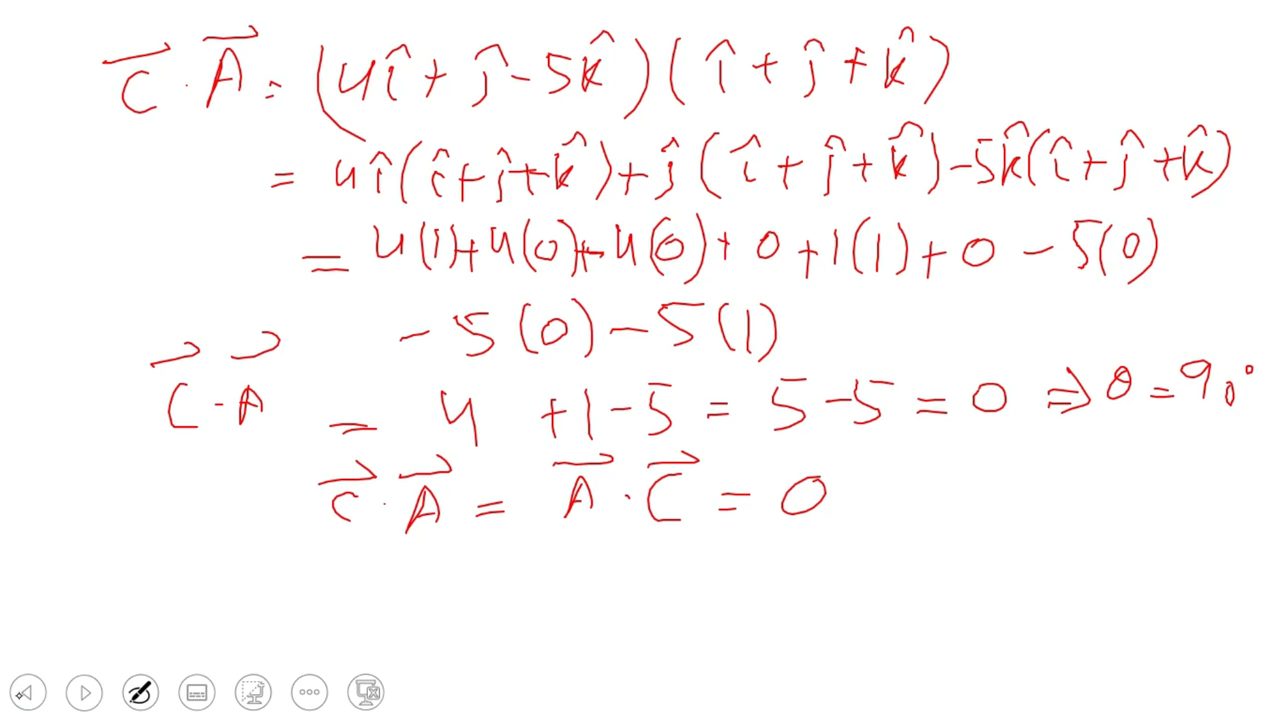 C⃗ · A⃗ = (4î + ĵ - 5k̂) (î + ĵ + k̂)
= 4î(î + ĵ + k̂) + ĵ (î + ĵ + k̂) - 5k̂(î + ĵ + k̂)
= 4(1) + 4(0) + 4(0) + 0 + 1(1) + 0 - 5(0)
- 5(0) - 5(1)
C⃗ · A⃗ = 4 + 1 - 5 = 5 - 5 = 0 ⇒ θ = 90°
C⃗ · A⃗ = A⃗ · C⃗ = 0